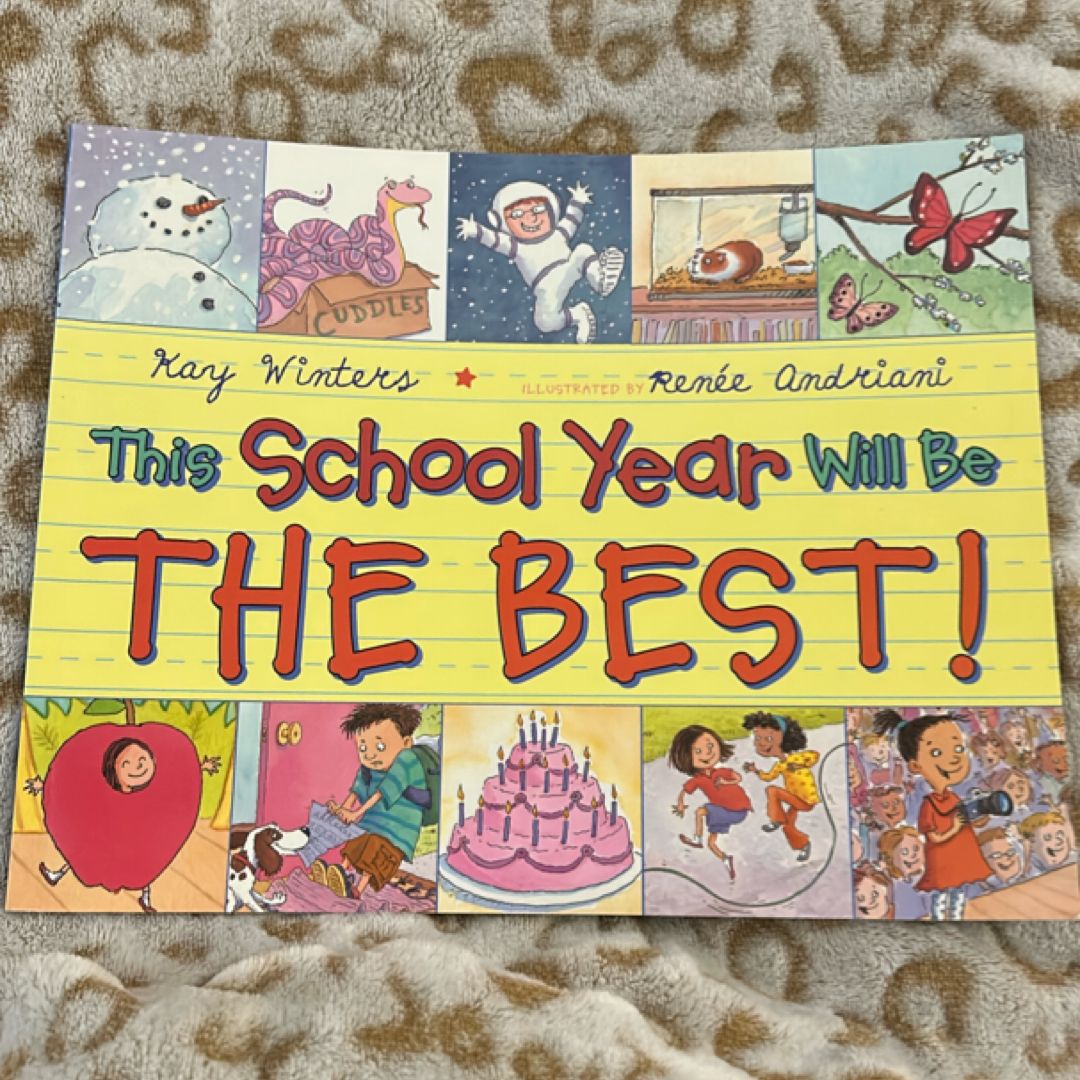 CUDDLES
Kay Winters ★ ILLUSTRATED BY Renée Andriani
This School Year Will Be
THE BEST!